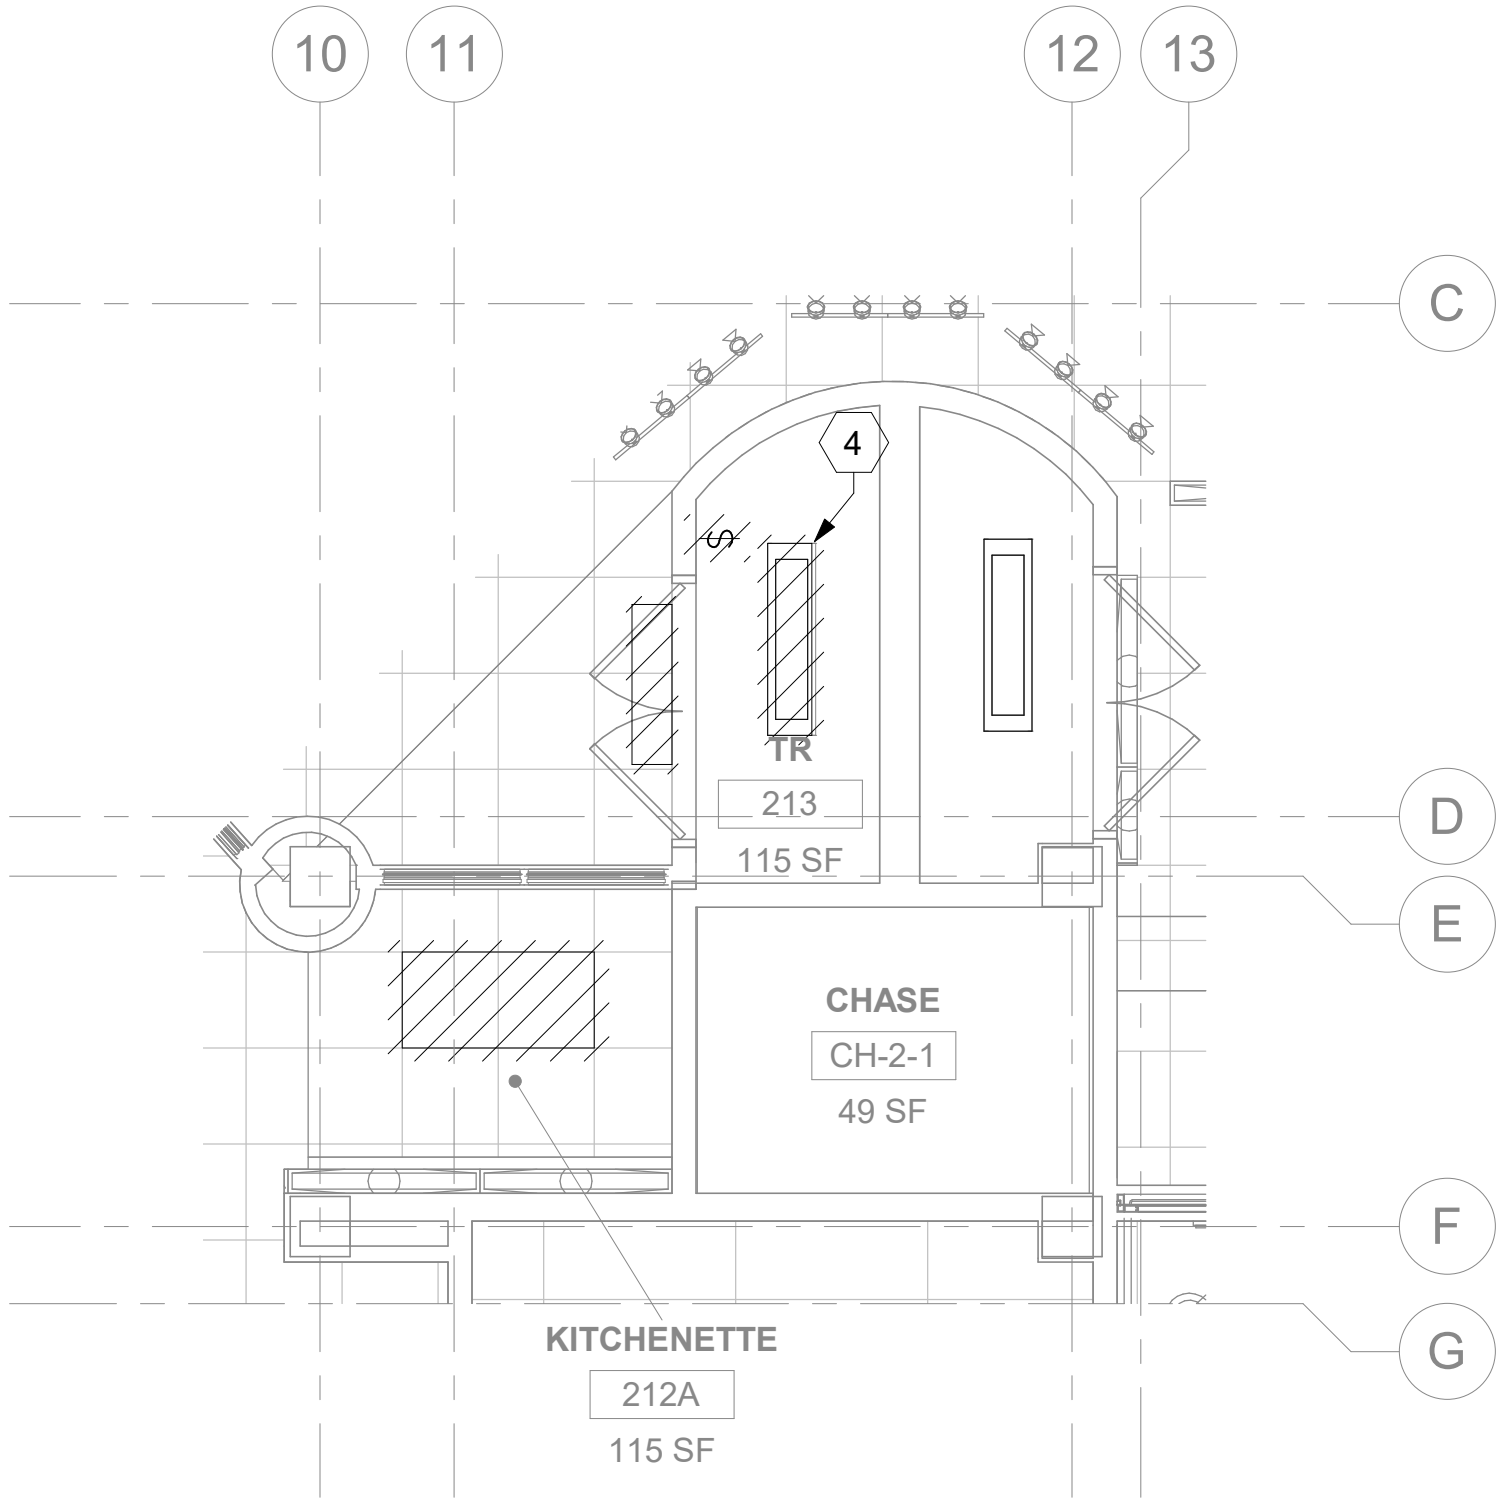 10
11
12
13
C
4
S
TR
213
115 SF
D
E
CHASE
CH-2-1
49 SF
F
G
KITCHENETTE
212A
115 SF